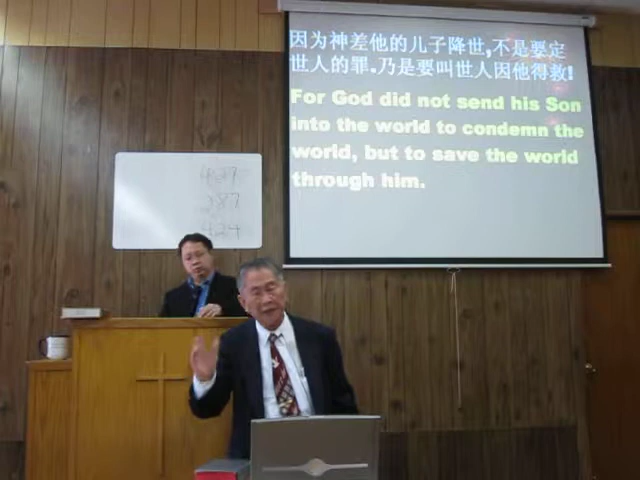 因为神差他的儿子降世,不是要定
世人的罪.乃是要叫世人因他得救!
For God did not send his Son
into the world to condemn the
world, but to save the world
through him.
424